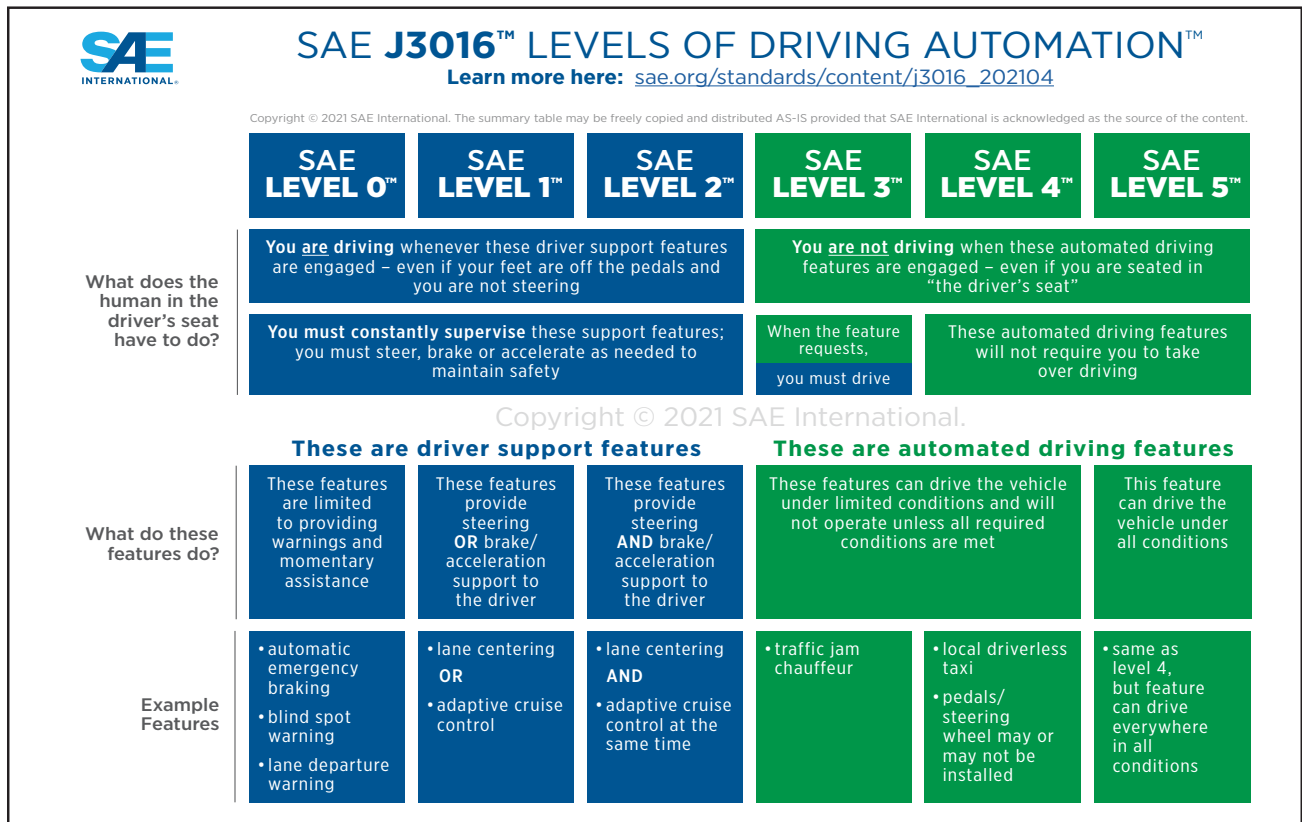 SAE
INTERNATIONAL®
SAE J3016™ LEVELS OF DRIVING AUTOMATION™
Learn more here: sae.org/standards/content/j3016_202104
Copyright © 2021 SAE International. The summary table may be freely copied and distributed AS-IS provided that SAE International is acknowledged as the source of the content.
SAE
LEVEL 0™
SAE
LEVEL 1™
SAE
LEVEL 2™
SAE
LEVEL 3™
SAE
LEVEL 4™
SAE
LEVEL 5™
What does the
human in the
driver's seat
have to do?
You are driving whenever these driver support features
are engaged – even if your feet are off the pedals and
you are not steering
You are not driving when these automated driving
features are engaged – even if you are seated in
“the driver's seat”
You must constantly supervise these support features;
you must steer, brake or accelerate as needed to
maintain safety
When the feature
requests,
you must drive
These automated driving features
will not require you to take
over driving
Copyright © 2021 SAE International.
These are driver support features
These are automated driving features
What do these
features do?
These features
are limited
to providing
warnings and
momentary
assistance
These features
provide
steering
OR brake/
acceleration
support to
the driver
These features
provide
steering
AND brake/
acceleration
support to
the driver
These features can drive the vehicle
under limited conditions and will
not operate unless all required
conditions are met
This feature
can drive the
vehicle under
all conditions
Example
Features
• automatic
emergency
braking
• blind spot
warning
• lane departure
warning
• lane centering
OR
• adaptive cruise
control
• lane centering
AND
• adaptive cruise
control at the
same time
• traffic jam
chauffeur
• local driverless
taxi
• pedals/
steering
wheel may or
may not be
installed
• same as
level 4,
but feature
can drive
everywhere
in all
conditions